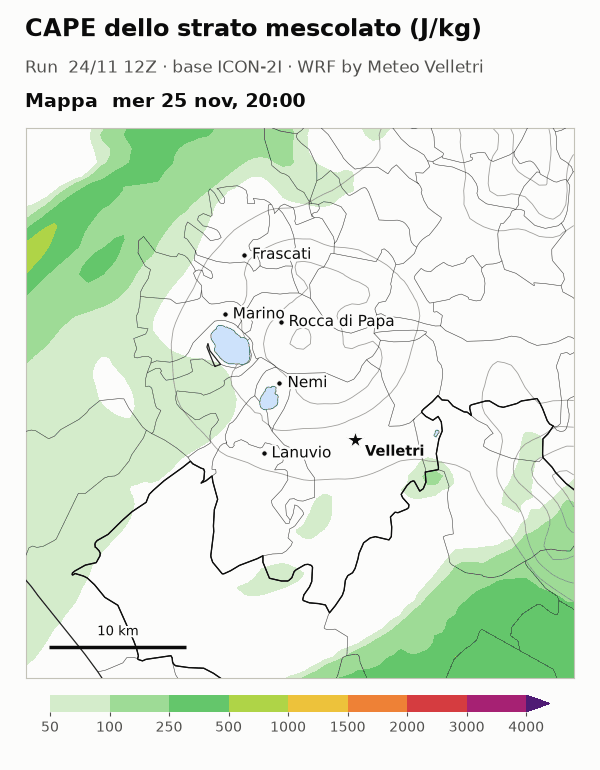 CAPE dello strato mescolato (J/kg)
Run  24/11 12Z · base ICON-2I · WRF by Meteo Velletri
Mappa  mer 25 nov, 20:00
Frascati
Marino
Rocca di Papa
Nemi
Velletri
Lanuvio
10 km
50 100 250 500 1000 1500 2000 3000 4000